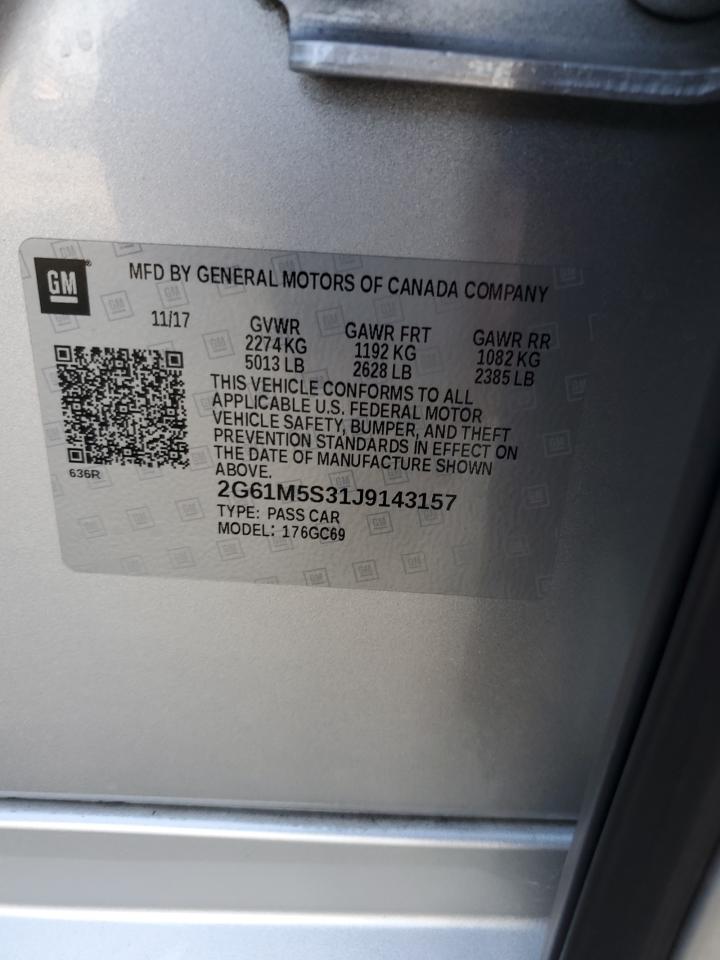 GM
MFD BY GENERAL MOTORS OF CANADA COMPANY
11/17
GVWR GAWR FRT GAWR RR
2274 KG 1192 KG 1082 KG
5013 LB 2628 LB 2385 LB
THIS VEHICLE CONFORMS TO ALL
APPLICABLE U.S. FEDERAL MOTOR
VEHICLE SAFETY, BUMPER, AND THEFT
PREVENTION STANDARDS IN EFFECT ON
THE DATE OF MANUFACTURE SHOWN
ABOVE.
636R
2G61M5S31J9143157
TYPE: PASS CAR
MODEL: 176GC69